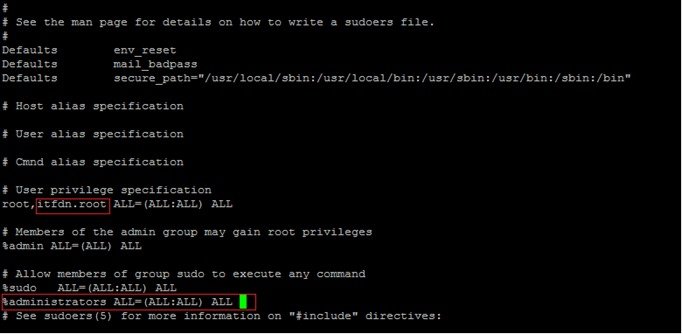 #
# See the man page for details on how to write a sudoers file.
#
Defaults        env_reset
Defaults        mail_badpass
Defaults        secure_path="/usr/local/sbin:/usr/local/bin:/usr/sbin:/usr/bin:/sbin:/bin"
# Host alias specification
# User alias specification
# Cmnd alias specification
# User privilege specification
root,itfdn.root ALL=(ALL:ALL) ALL
# Members of the admin group may gain root privileges
%admin ALL=(ALL) ALL
# Allow members of group sudo to execute any command
%sudo   ALL=(ALL:ALL) ALL
%administrators ALL=(ALL:ALL) ALL
# See sudoers(5) for more information on "#include" directives: